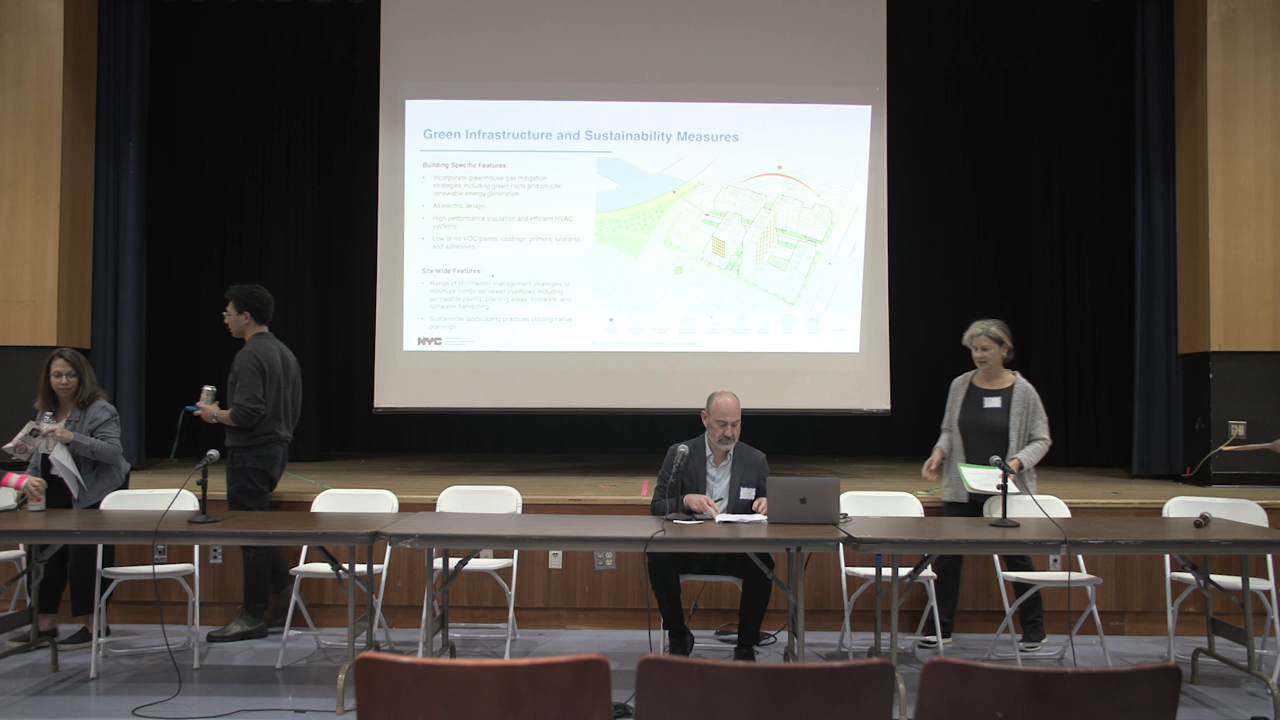 Green Infrastructure and Sustainability Measures
Building Specific Features:
• Incorporate greenhouse gas mitigation
strategies including green roofs and on-site
renewable energy generation
• All electric design
• High performance insulation and efficient HVAC
systems
• Low or no VOC paints, coatings, primers, sealants,
and adhesives
Site Wide Features:
• Range of stormwater management strategies to
minimize combined sewer overflows including
permeable paving, planting areas, bioswale, and
rainwater harvesting
• Sustainable landscaping practices utilizing native
plantings
NYC